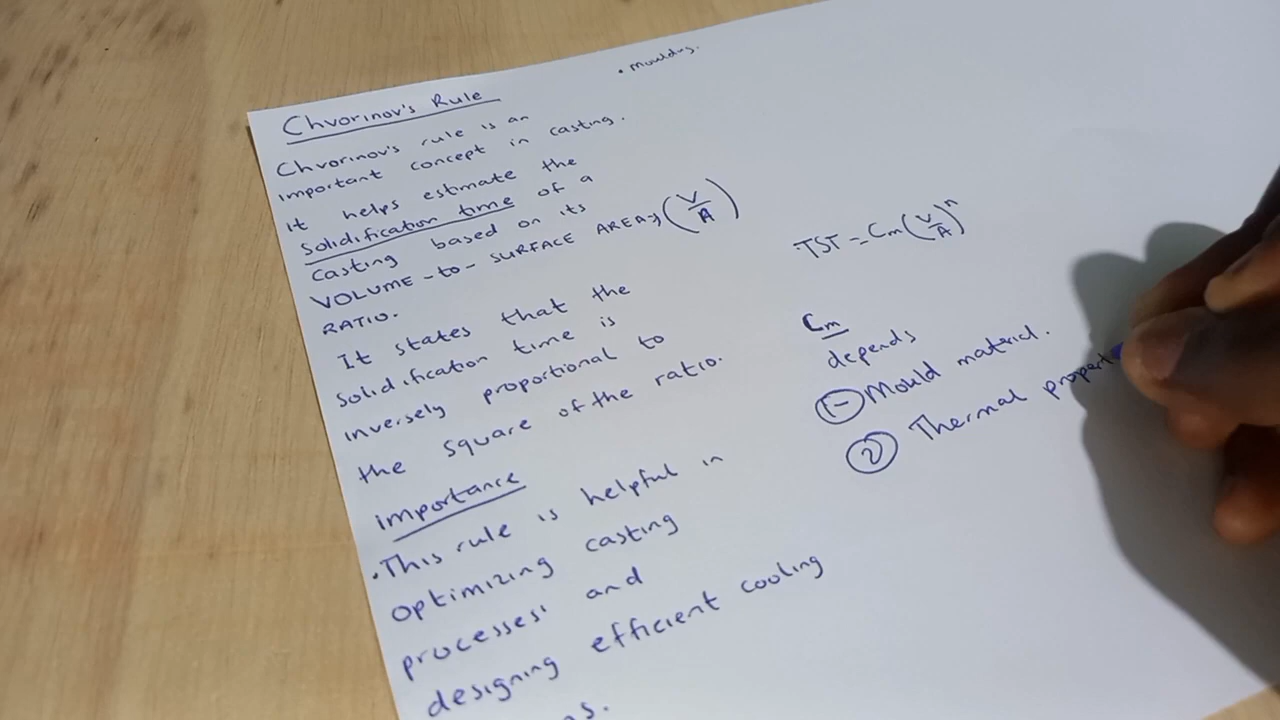 • Moulding.
Chvorinov's Rule
Chvorinov's rule is an
important concept in casting.
it helps estimate the
Solidification time of a
Casting based on its
VOLUME-to-SURFACE AREA (V/A)
RATIO.
It states that the
Solidification time is
inversely proportional to
the square of the ratio.
importance
•This rule is helpful in
optimizing casting
processes and
designing efficient cooling
TST = Cm(V/A)^n
Cm
depends
1- Mould material.
2) Thermal propert